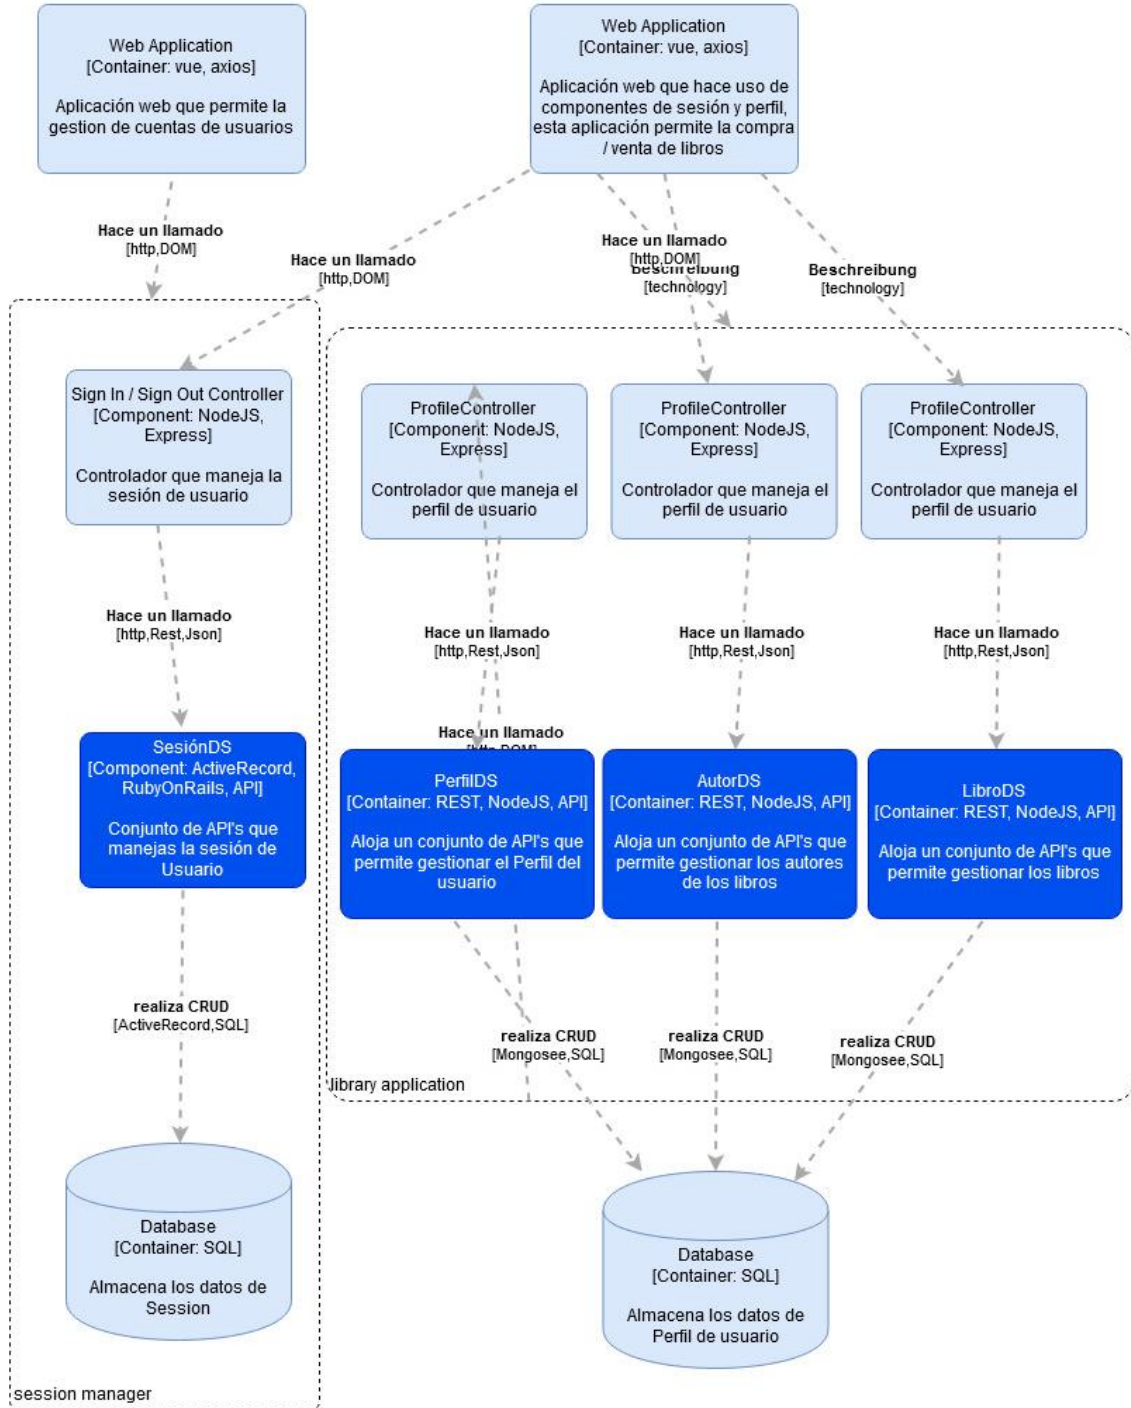 Web Application
[Container: vue, axios]
Aplicación web que permite la
gestion de cuentas de usuarios
Web Application
[Container: vue, axios]
Aplicación web que hace uso de
componentes de sesión y perfil,
esta aplicación permite la compra
/ venta de libros
Hace un llamado
[http,DOM]
Hace un llamado
[http,DOM]
Hace un llamado
[http,DOM]
Beschreibung
[technology]
Beschreibung
[technology]
Sign In / Sign Out Controller
[Component: NodeJS,
Express]
Controlador que maneja la
sesión de usuario
ProfileController
[Component: NodeJS,
Express]
Controlador que maneja el
perfil de usuario
ProfileController
[Component: NodeJS,
Express]
Controlador que maneja el
perfil de usuario
ProfileController
[Component: NodeJS,
Express]
Controlador que maneja el
perfil de usuario
Hace un llamado
[http,Rest,Json]
Hace un llamado
[http,Rest,Json]
Hace un llamado
[http,Rest,Json]
Hace un llamado
[http,Rest,Json]
Hace un llamado
[http,DOM]
SesiónDS
[Component: ActiveRecord,
RubyOnRails, API]
Conjunto de API's que
manejas la sesión de
Usuario
PerfilDS
[Container: REST, NodeJS, API]
Aloja un conjunto de API's que
permite gestionar el Perfil del
usuario
AutorDS
[Container: REST, NodeJS, API]
Aloja un conjunto de API's que
permite gestionar los autores
de los libros
LibroDS
[Container: REST, NodeJS, API]
Aloja un conjunto de API's que
permite gestionar los libros
realiza CRUD
[ActiveRecord,SQL]
realiza CRUD
[Mongosee,SQL]
realiza CRUD
[Mongosee,SQL]
realiza CRUD
[Mongosee,SQL]
library application
Database
[Container: SQL]
Almacena los datos de
Session
Database
[Container: SQL]
Almacena los datos de
Perfil de usuario
session manager